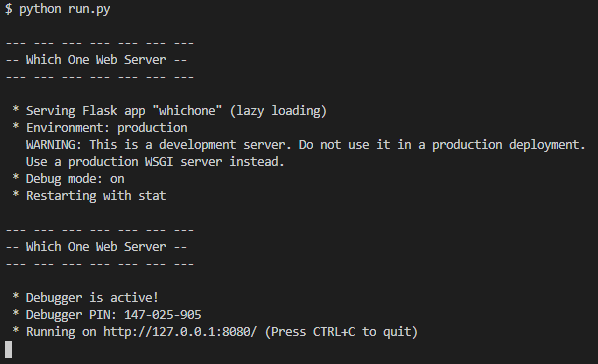 $ python run.py
--- --- --- --- --- --- ---
-- Which One Web Server --
--- --- --- --- --- --- ---
* Serving Flask app "whichone" (lazy loading)
* Environment: production
WARNING: This is a development server. Do not use it in a production deployment.
Use a production WSGI server instead.
* Debug mode: on
* Restarting with stat
--- --- --- --- --- --- ---
-- Which One Web Server --
--- --- --- --- --- --- ---
* Debugger is active!
* Debugger PIN: 147-025-905
* Running on http://127.0.0.1:8080/ (Press CTRL+C to quit)